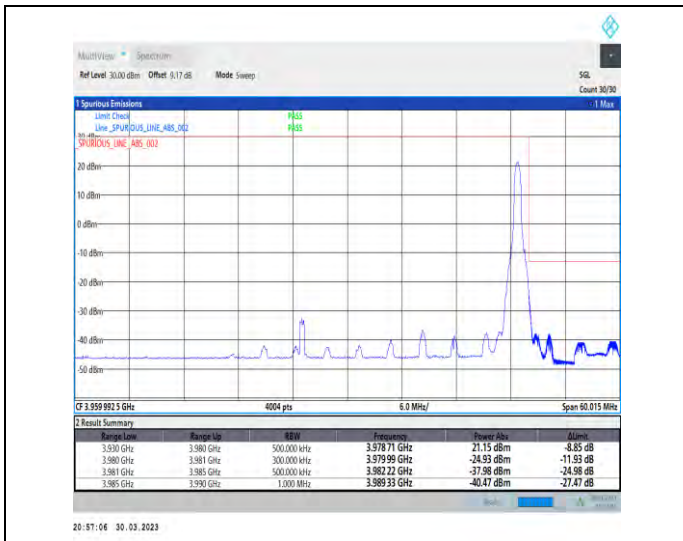 MultiView Spectrum
Ref Level 30.00 dBm Offset 9.17 dB Mode Sweep SGL
Count 30/30
1 Spurious Emissions 1 Max
Limit Check PASS
Line _SPURIOUS_LINE_ABS_002 PASS
30 dBm
_SPURIOUS_LINE_ABS_002
20 dBm
10 dBm
0 dBm
-10 dBm
-20 dBm
-30 dBm
-40 dBm
-50 dBm
CF 3.959 992 5 GHz 4004 pts 6.0 MHz/ Span 60.015 MHz
2 Result Summary
Range Low Range Up RBW Frequency Power Abs ΔLimit
3.930 GHz 3.980 GHz 500.000 kHz 3.978 71 GHz 21.15 dBm -8.85 dB
3.980 GHz 3.981 GHz 300.000 kHz 3.979 99 GHz -24.93 dBm -11.93 dB
3.981 GHz 3.985 GHz 500.000 kHz 3.982 22 GHz -37.98 dBm -24.98 dB
3.985 GHz 3.990 GHz 1.000 MHz 3.989 33 GHz -40.47 dBm -27.47 dB
20:57:06 30.03.2023